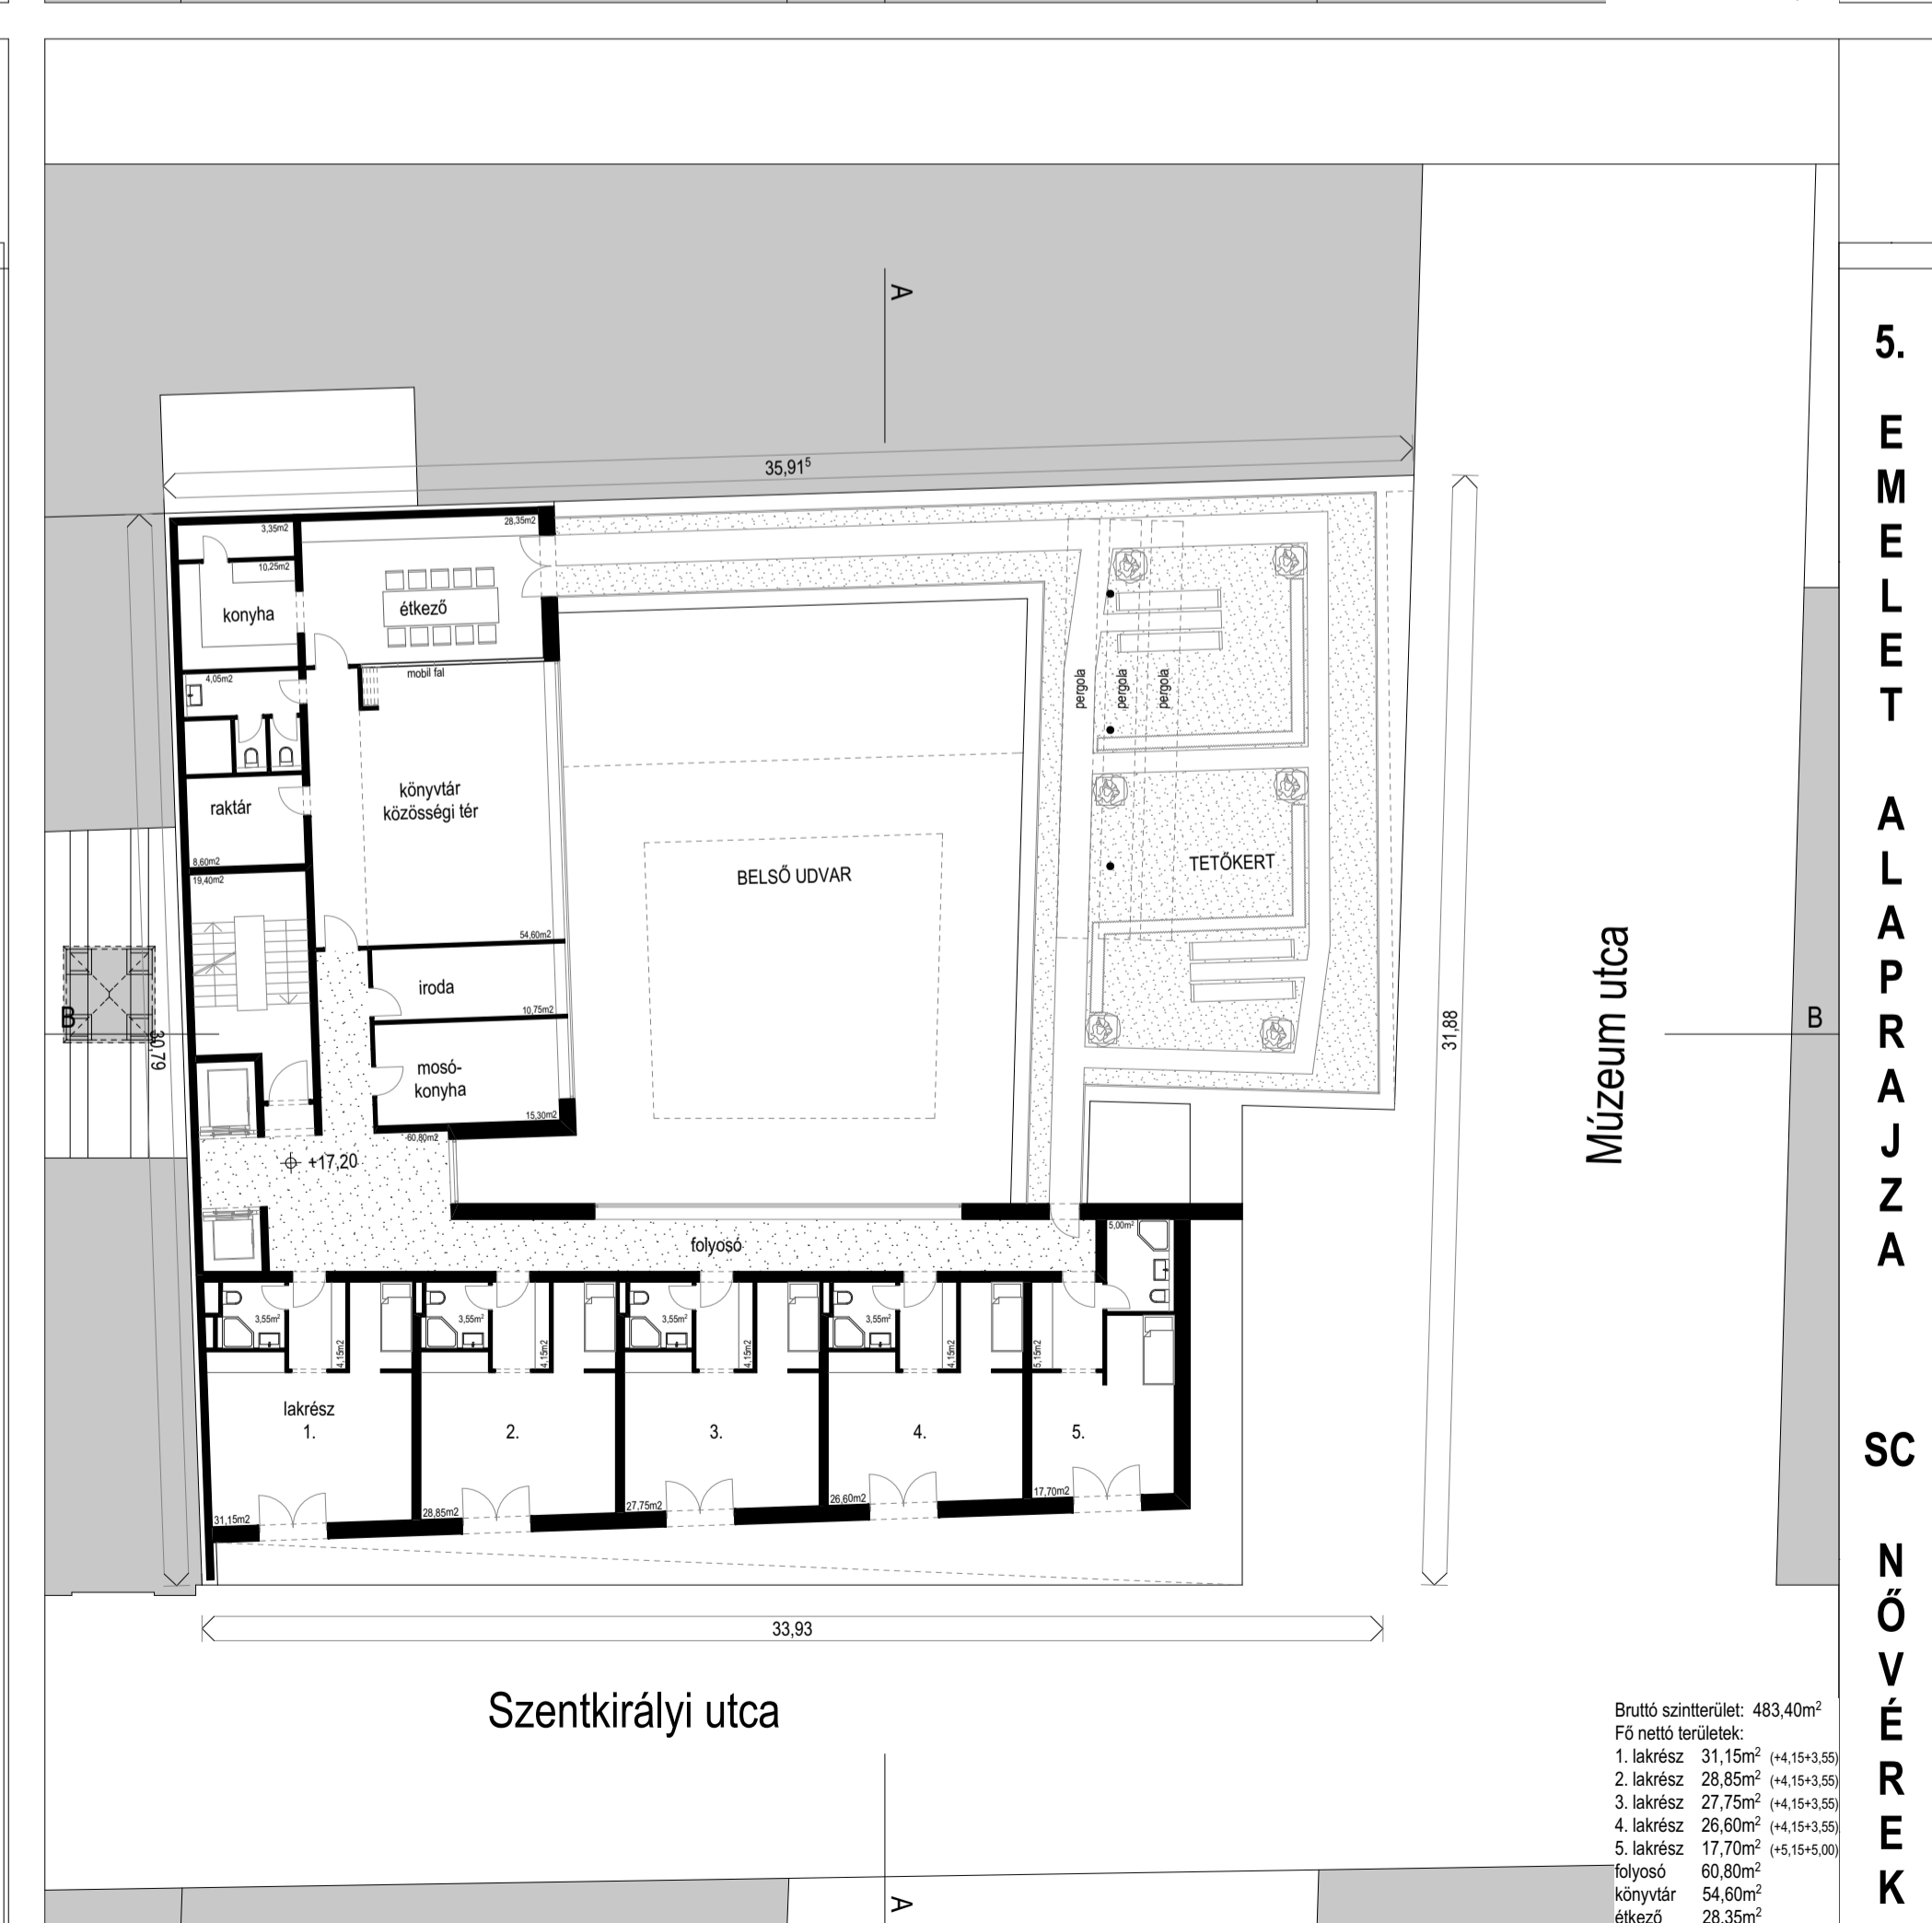 A
35,91⁵
3,35m2
28,35m2
10,25m2
konyha
étkező
mobil fal
4,05m2
pergola
pergola
pergola
könyvtár
közösségi tér
raktár
8,60m2
19,40m2
BELSŐ UDVAR
TETŐKERT
54,60m2
iroda
10,75m2
B
30,79
31,88
Múzeum utca
B
mosó-
konyha
15,30m2
60,80m2
+17,20
folyosó
5,00m²
3,55m²
3,55m²
3,55m²
3,55m²
4,15m2
4,15m2
4,15m2
4,15m2
5,15m2
lakrész
1.
2.
3.
4.
5.
31,15m2
28,85m2
27,75m2
26,60m2
17,70m2
33,93
Szentkirályi utca
A
Bruttó szintterület: 483,40m²
Fő nettó területek:
1. lakrész 31,15m² (+4,15+3,55)
2. lakrész 28,85m² (+4,15+3,55)
3. lakrész 27,75m² (+4,15+3,55)
4. lakrész 26,60m² (+4,15+3,55)
5. lakrész 17,70m² (+5,15+5,00)
folyosó 60,80m²
könyvtár 54,60m²
étkező 28,35m²
5.
EMELET
ALAPRAJZA
SC
NŐVÉREK